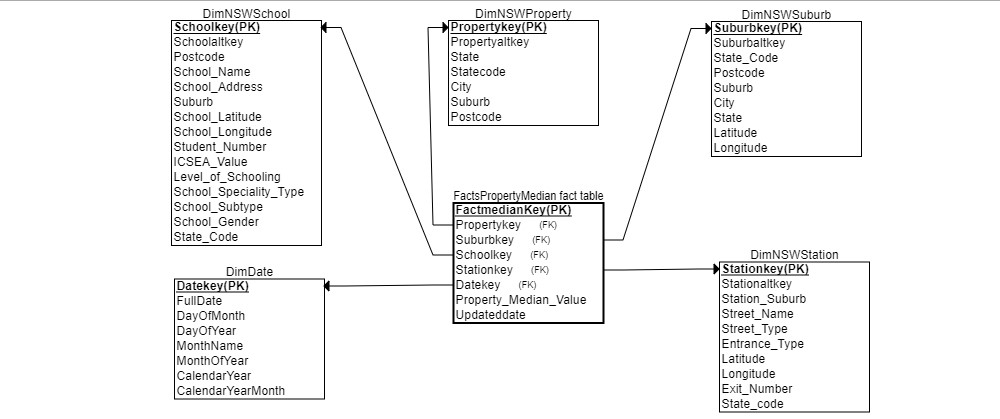 DimNSWSchool
Schoolkey(PK)
Schoolaltkey
Postcode
School_Name
School_Address
Suburb
School_Latitude
School_Longitude
Student_Number
ICSEA_Value
Level_of_Schooling
School_Speciality_Type
School_Subtype
School_Gender
State_Code
DimNSWProperty
Propertykey(PK)
Propertyaltkey
State
Statecode
City
Suburb
Postcode
DimNSWSuburb
Suburbkey(PK)
Suburbaltkey
State_Code
Postcode
Suburb
City
State
Latitude
Longitude
FactsPropertyMedian fact table
FactmedianKey(PK)
Propertykey (FK)
Suburbkey (FK)
Schoolkey (FK)
Stationkey (FK)
Datekey (FK)
Property_Median_Value
Updateddate
DimDate
Datekey(PK)
FullDate
DayOfMonth
DayOfYear
MonthName
MonthOfYear
CalendarYear
CalendarYearMonth
DimNSWStation
Stationkey(PK)
Stationaltkey
Station_Suburb
Street_Name
Street_Type
Entrance_Type
Latitude
Longitude
Exit_Number
State_code